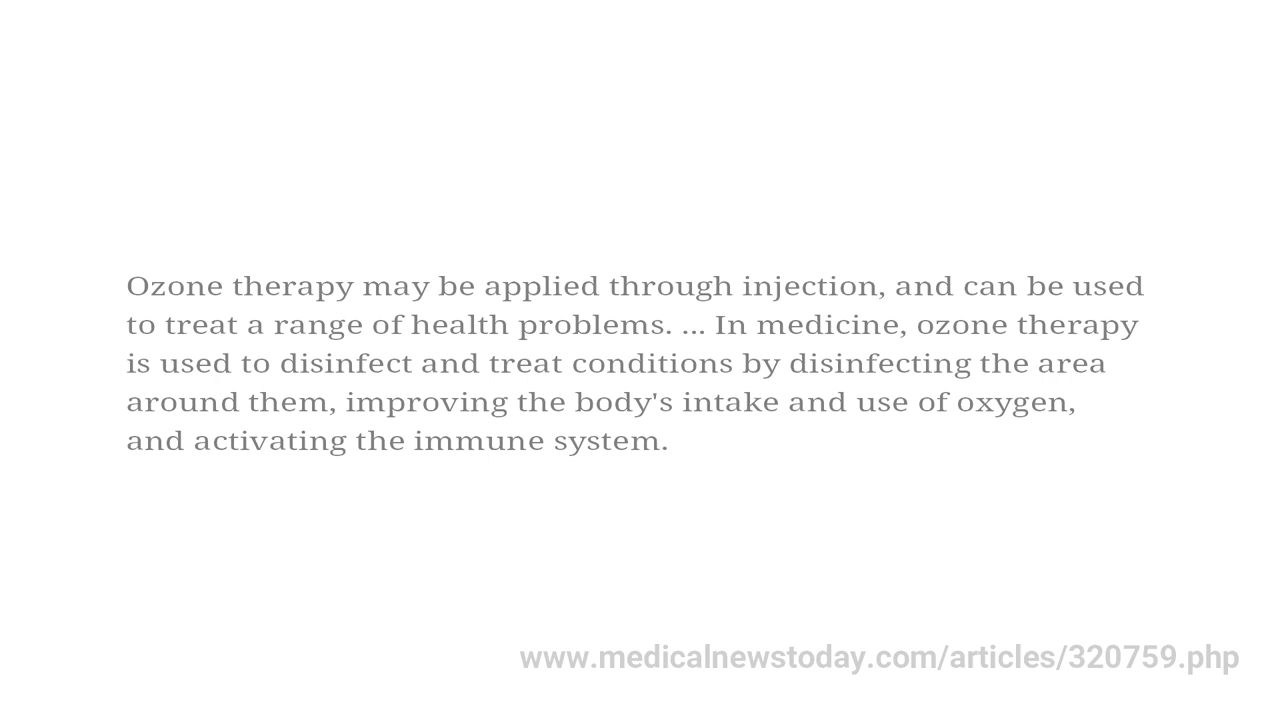 Ozone therapy may be applied through injection, and can be used
to treat a range of health problems. ... In medicine, ozone therapy
is used to disinfect and treat conditions by disinfecting the area
around them, improving the body's intake and use of oxygen,
and activating the immune system.
www.medicalnewstoday.com/articles/320759.php